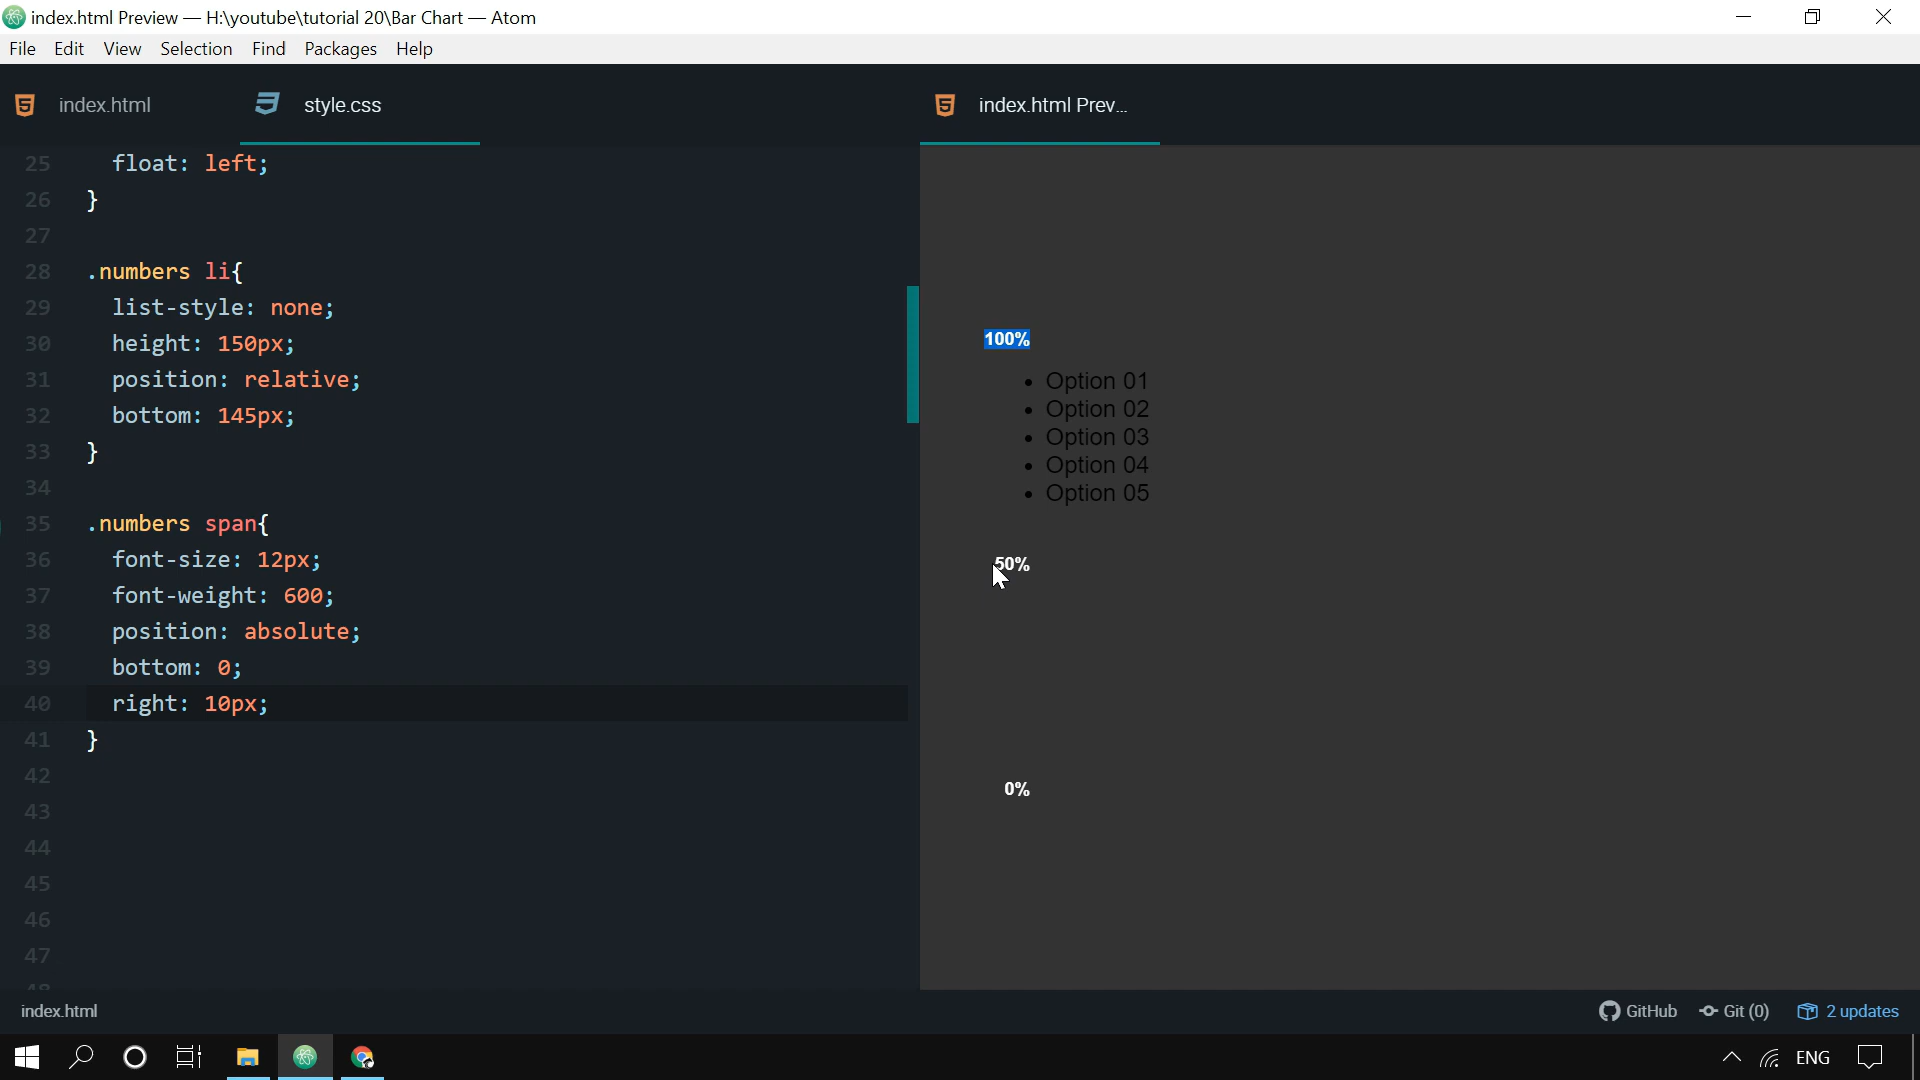 index.html Preview — H:\youtube\tutorial 20\Bar Chart — Atom
File Edit View Selection Find Packages Help
index.html style.css index.html Prev...
25 float: left;
26 }
27
28 .numbers li{
29 list-style: none;
30 height: 150px;
31 position: relative;
32 bottom: 145px;
33 }
34
35 .numbers span{
36 font-size: 12px;
37 font-weight: 600;
38 position: absolute;
39 bottom: 0;
40 right: 10px;
41 }
42
43
44
45
46
47
100%
• Option 01
• Option 02
• Option 03
• Option 04
• Option 05
50%
0%
index.html GitHub Git (0) 2 updates
ENG